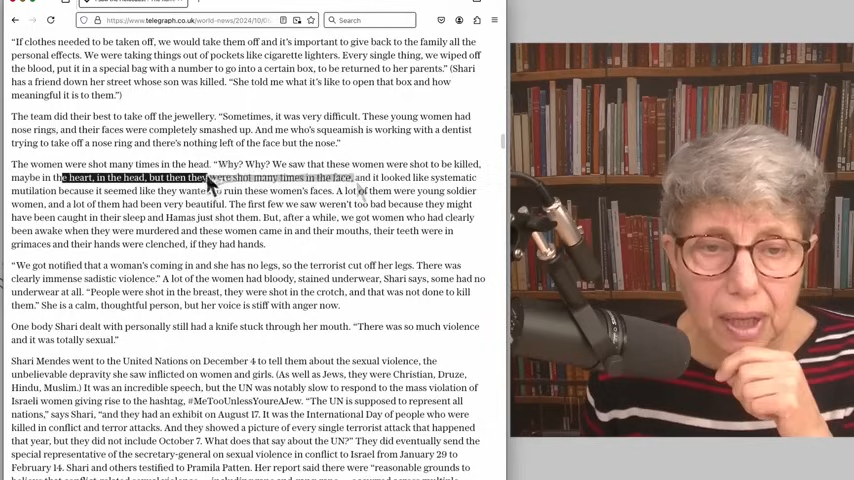 https://www.telegraph.co.uk/world-news/2024/10/0
Search
"If clothes needed to be taken off, we would take them off and it's important to give back to the family all the
personal effects. We were taking things out of pockets like cigarette lighters. Every single thing, we wiped off
the blood, put it in a special bag with a number to go into a certain box, to be returned to her parents." (Shari
has a friend down her street whose son was killed. "She told me what it's like to open that box and how
meaningful it is to them.")
The team did their best to take off the jewellery. "Sometimes, it was very difficult. These young women had
nose rings, and their faces were completely smashed up. And me who's squeamish is working with a dentist
trying to take off a nose ring and there's nothing left of the face but the nose."
The women were shot many times in the head. "Why? Why? We saw that these women were shot to be killed,
maybe in the heart, in the head, but then they were shot many times in the face, and it looked like systematic
mutilation because it seemed like they wanted to ruin these women's faces. A lot of them were young soldier
women, and a lot of them had been very beautiful. The first few we saw weren't too bad because they might
have been caught in their sleep and Hamas just shot them. But, after a while, we got women who had clearly
been awake when they were murdered and these women came in and their mouths, their teeth were in
grimaces and their hands were clenched, if they had hands.
"We got notified that a woman's coming in and she has no legs, so the terrorist cut off her legs. There was
clearly immense sadistic violence." A lot of the women had bloody, stained underwear, Shari says, some had no
underwear at all. "People were shot in the breast, they were shot in the crotch, and that was not done to kill
them." She is a calm, thoughtful person, but her voice is stiff with anger now.
One body Shari dealt with personally still had a knife stuck through her mouth. "There was so much violence
and it was totally sexual."
Shari Mendes went to the United Nations on December 4 to tell them about the sexual violence, the
unbelievable depravity she saw inflicted on women and girls. (As well as Jews, they were Christian, Druze,
Hindu, Muslim.) It was an incredible speech, but the UN was notably slow to respond to the mass violation of
Israeli women giving rise to the hashtag, #MeTooUnlessYoureAJew. "The UN is supposed to represent all
nations," says Shari, "and they had an exhibit on August 17. It was the International Day of people who were
killed in conflict and terror attacks. And they showed a picture of every single terrorist attack that happened
that year, but they did not include October 7. What does that say about the UN?" They did eventually send the
special representative of the secretary-general on sexual violence in conflict to Israel from January 29 to
February 14. Shari and others testified to Pramila Patten. Her report said there were "reasonable grounds to